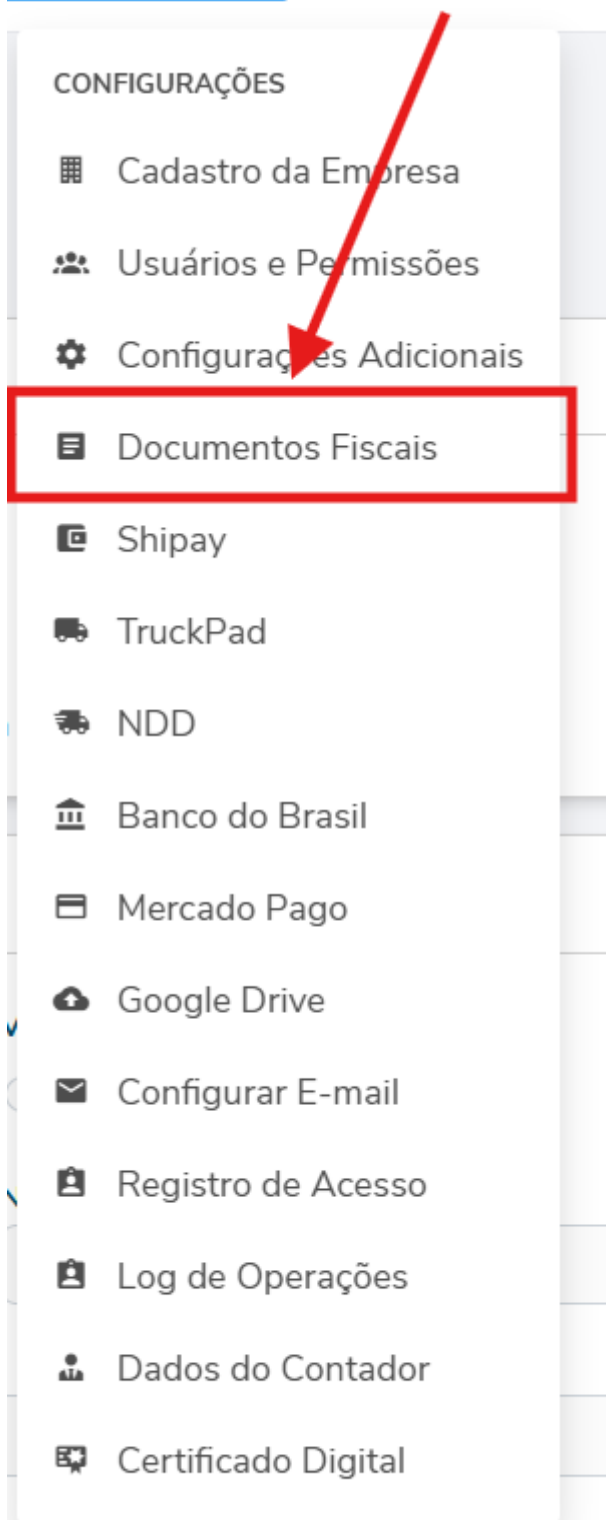 CONFIGURAÇÕES
Cadastro da Empresa
Usuários e Permissões
Configurações Adicionais
Documentos Fiscais
Shipay
TruckPad
NDD
Banco do Brasil
Mercado Pago
Google Drive
Configurar E-mail
Registro de Acesso
Log de Operações
Dados do Contador
Certificado Digital